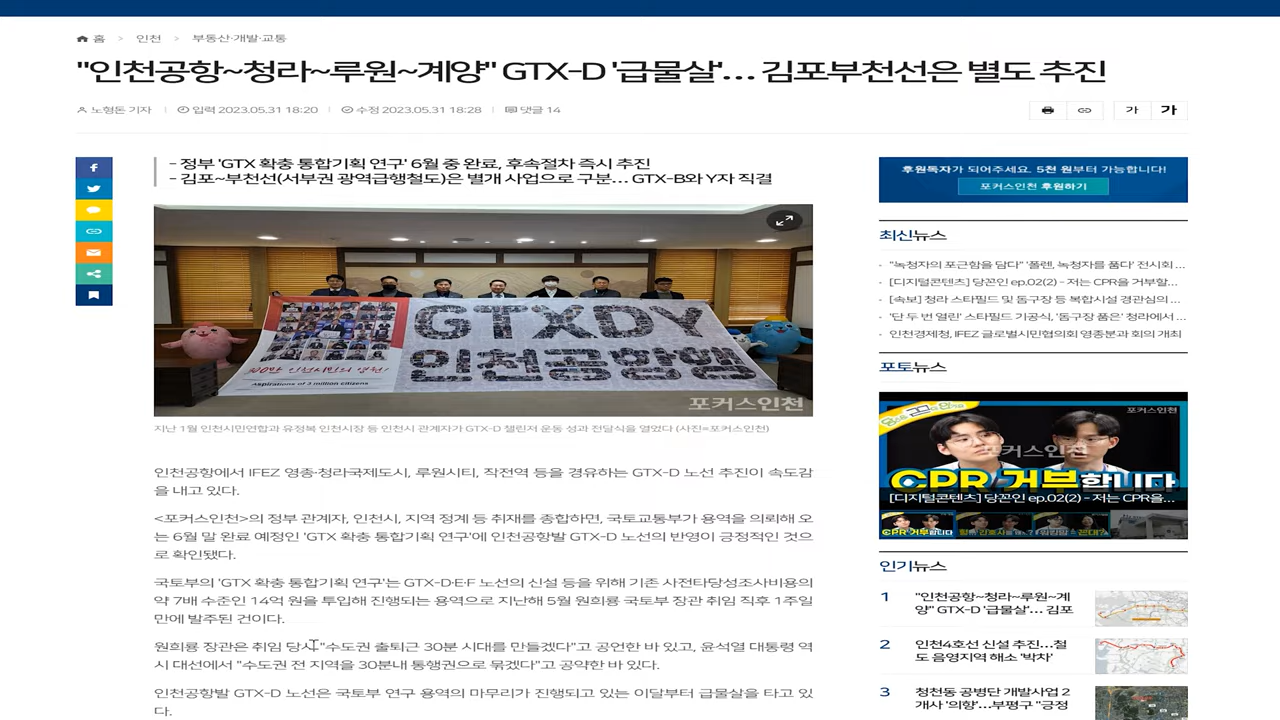 홈 > 인천 > 부동산·개발·교통
"인천공항~청라~루원~계양" GTX-D '급물살'… 김포부천선은 별도 추진
노형돈 기자 | 입력 2023.05.31 18:20 | 수정 2023.05.31 18:28 | 댓글 14
가 가
- 정부 'GTX 확충 통합기획 연구' 6월 중 완료, 후속절차 즉시 추진
- 김포~부천선(서부권 광역급행철도)은 별개 사업으로 구분… GTX-B와 Y자 직결
GTXDY
인천공항행
300만 인천시민의 염원!
Aspirations of 3 million citizens
포커스인천
지난 1월 인천시민연합과 유정복 인천시장 등 인천시 관계자가 GTX-D 챌린저 운동 성과 전달식을 열었다 (사진=포커스인천)
인천공항에서 IFEZ 영종·청라국제도시, 루원시티, 작전역 등을 경유하는 GTX-D 노선 추진이 속도감
을 내고 있다.
<포커스인천>의 정부 관계자, 인천시, 지역 정계 등 취재를 종합하면, 국토교통부가 용역을 의뢰해 오
는 6월 말 완료 예정인 'GTX 확충 통합기획 연구'에 인천공항발 GTX-D 노선의 반영이 긍정적인 것으
로 확인됐다.
국토부의 'GTX 확충 통합기획 연구'는 GTX-D·E·F 노선의 신설 등을 위해 기존 사전타당성조사비용의
약 7배 수준인 14억 원을 투입해 진행되는 용역으로 지난해 5월 원희룡 국토부 장관 취임 직후 1주일
만에 발주된 건이다.
원희룡 장관은 취임 당시 "수도권 출퇴근 30분 시대를 만들겠다"고 공언한 바 있고, 윤석열 대통령 역
시 대선에서 "수도권 전 지역을 30분내 통행권으로 묶겠다"고 공약한 바 있다.
인천공항발 GTX-D 노선은 국토부 연구 용역의 마무리가 진행되고 있는 이달부터 급물살을 타고 있
다.
후원독자가 되어주세요. 5천 원부터 가능합니다!
포커스인천 후원하기
최신뉴스
"녹청자의 포근함을 담다" '폴렌, 녹청자를 품다' 전시회 ...
[디지털콘텐츠] 당꼰인 ep.02(2) - 저는 CPR을 거부할...
[속보] 청라 스타필드 및 돔구장 등 복합시설 경관심의 ...
'단 두 번 열린' 스타필드 기공식, '돔구장 품은' 청라에서 ...
인천경제청, IFEZ 글로벌시민협의회 영종분과 회의 개최
포토뉴스
포커스인천
포커스인천
CPR 거부합니다
[디지털콘텐츠] 당꼰인 ep.02(2) - 저는 CPR을...
CPR 거부합니다
인기뉴스
1 "인천공항~청라~루원~계
양" GTX-D '급물살'… 김포
2 인천4호선 신설 추진…철
도 음영지역 해소 '박차'
3 청천동 공병단 개발사업 2
개사 '의향'…부평구 "긍정